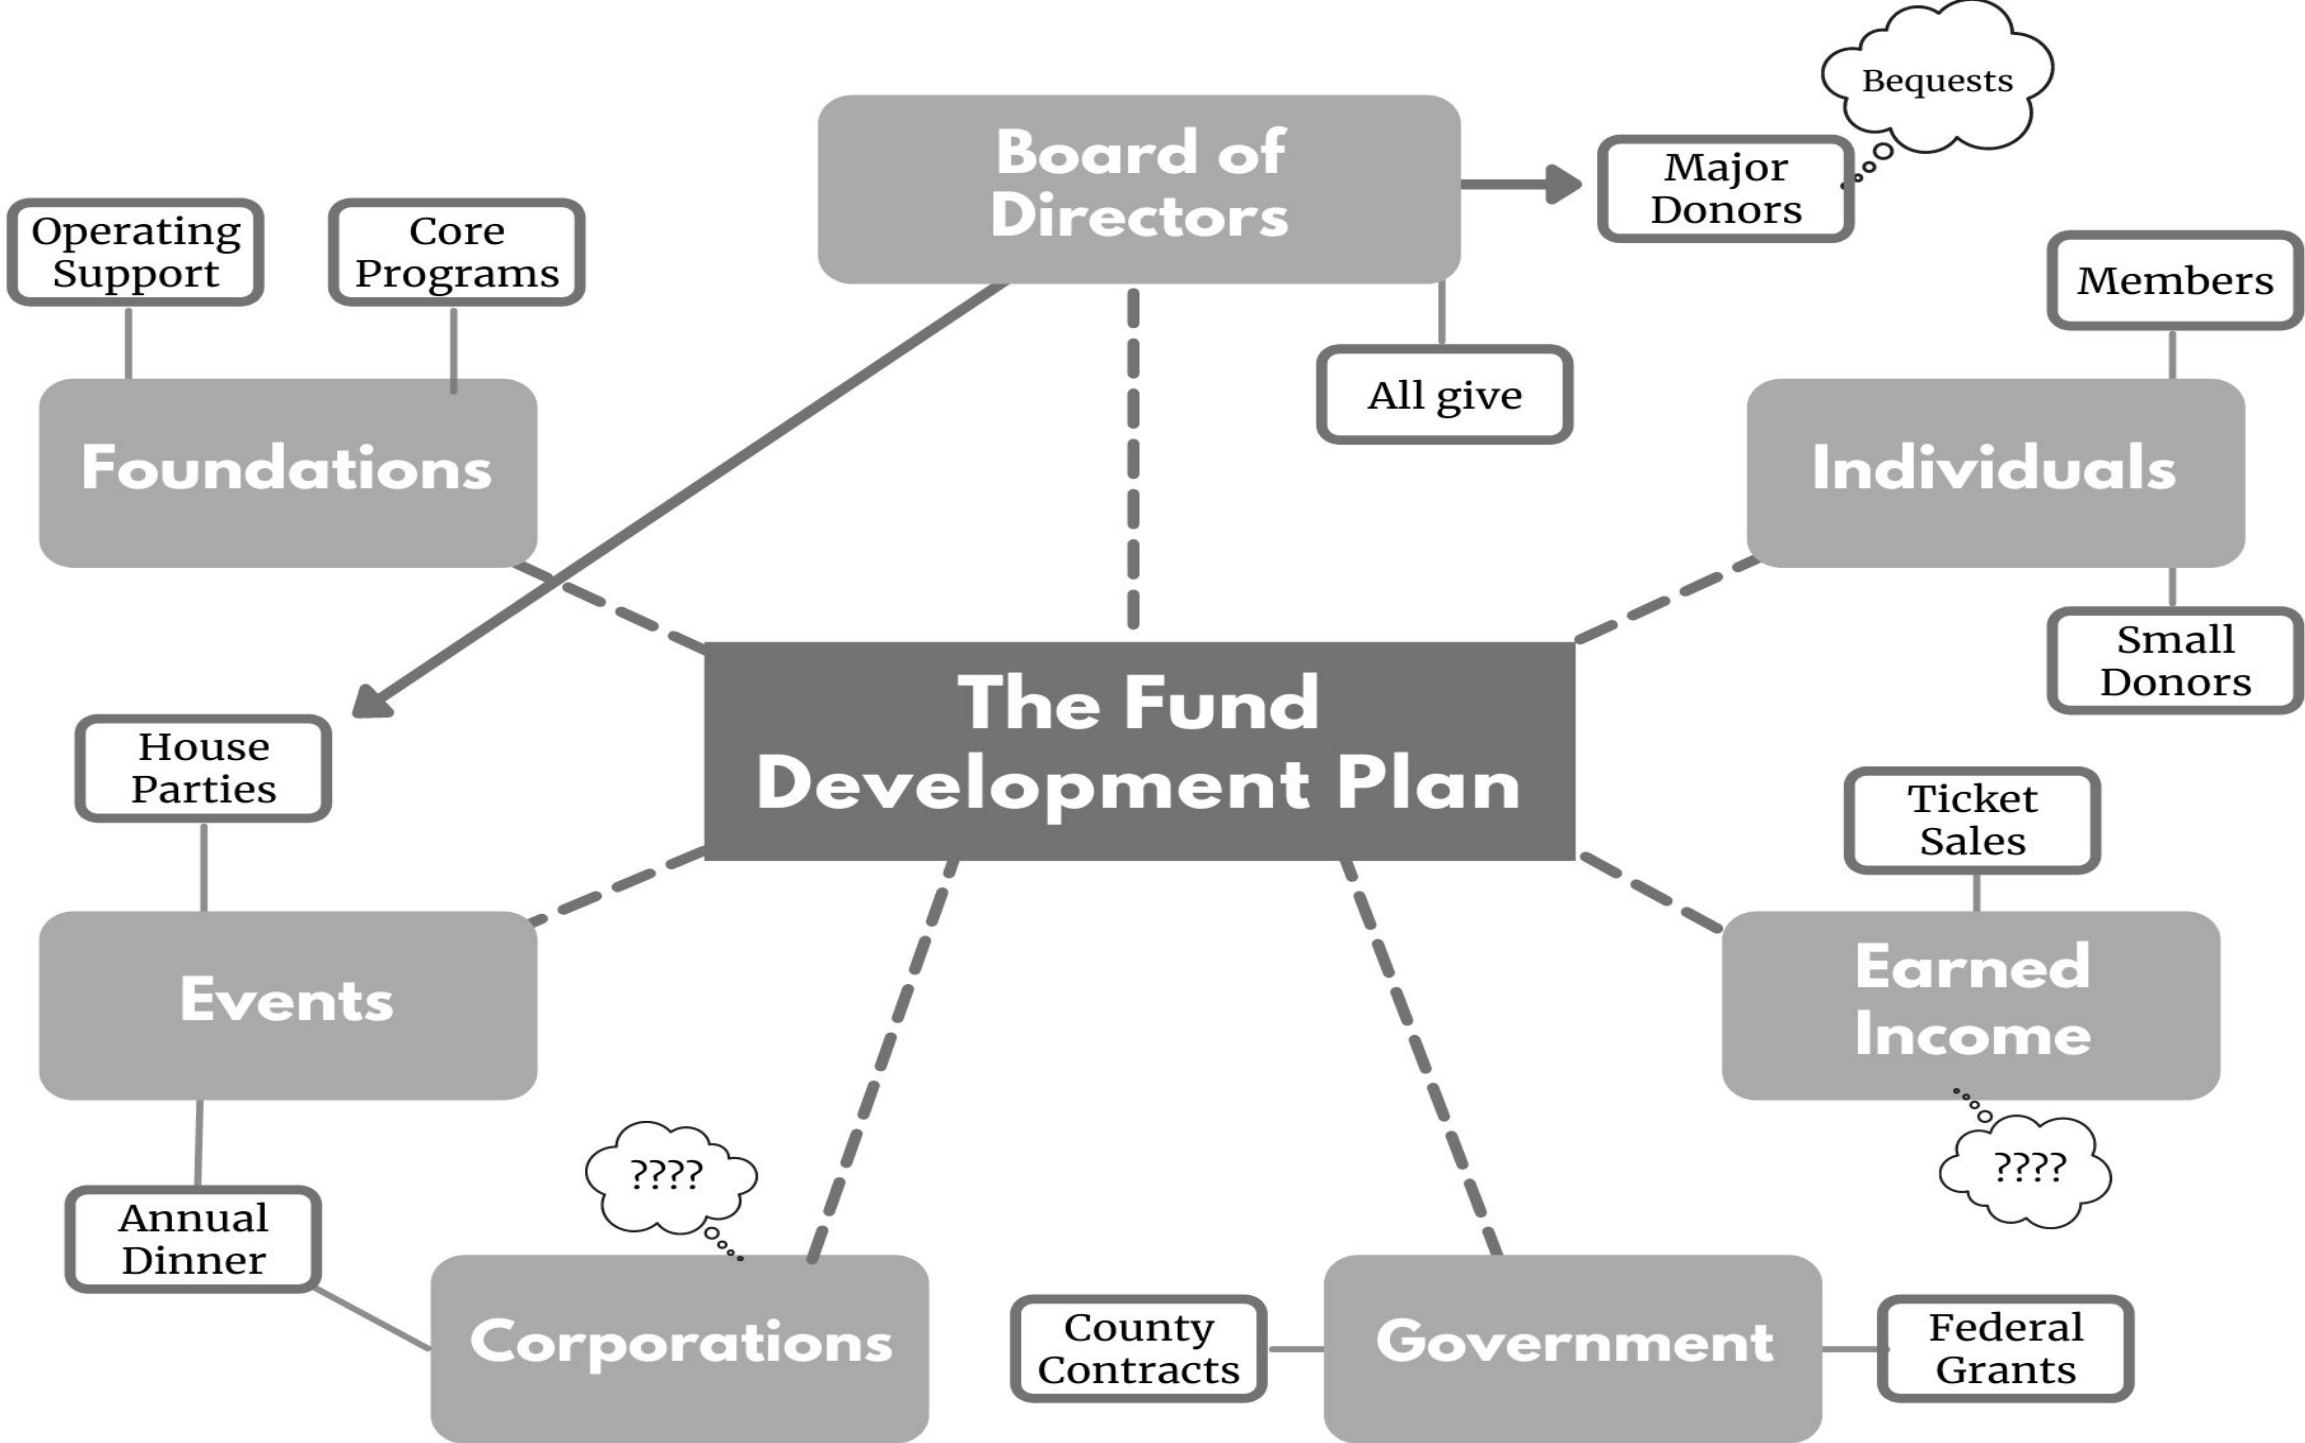 Bequests
Board of
Directors
Major
Donors
Operating
Support
Core
Programs
Members
All give
Foundations
Individuals
Small
Donors
The Fund
Development Plan
House
Parties
Ticket
Sales
Events
Earned
Income
????
????
Annual
Dinner
Corporations
County
Contracts
Government
Federal
Grants